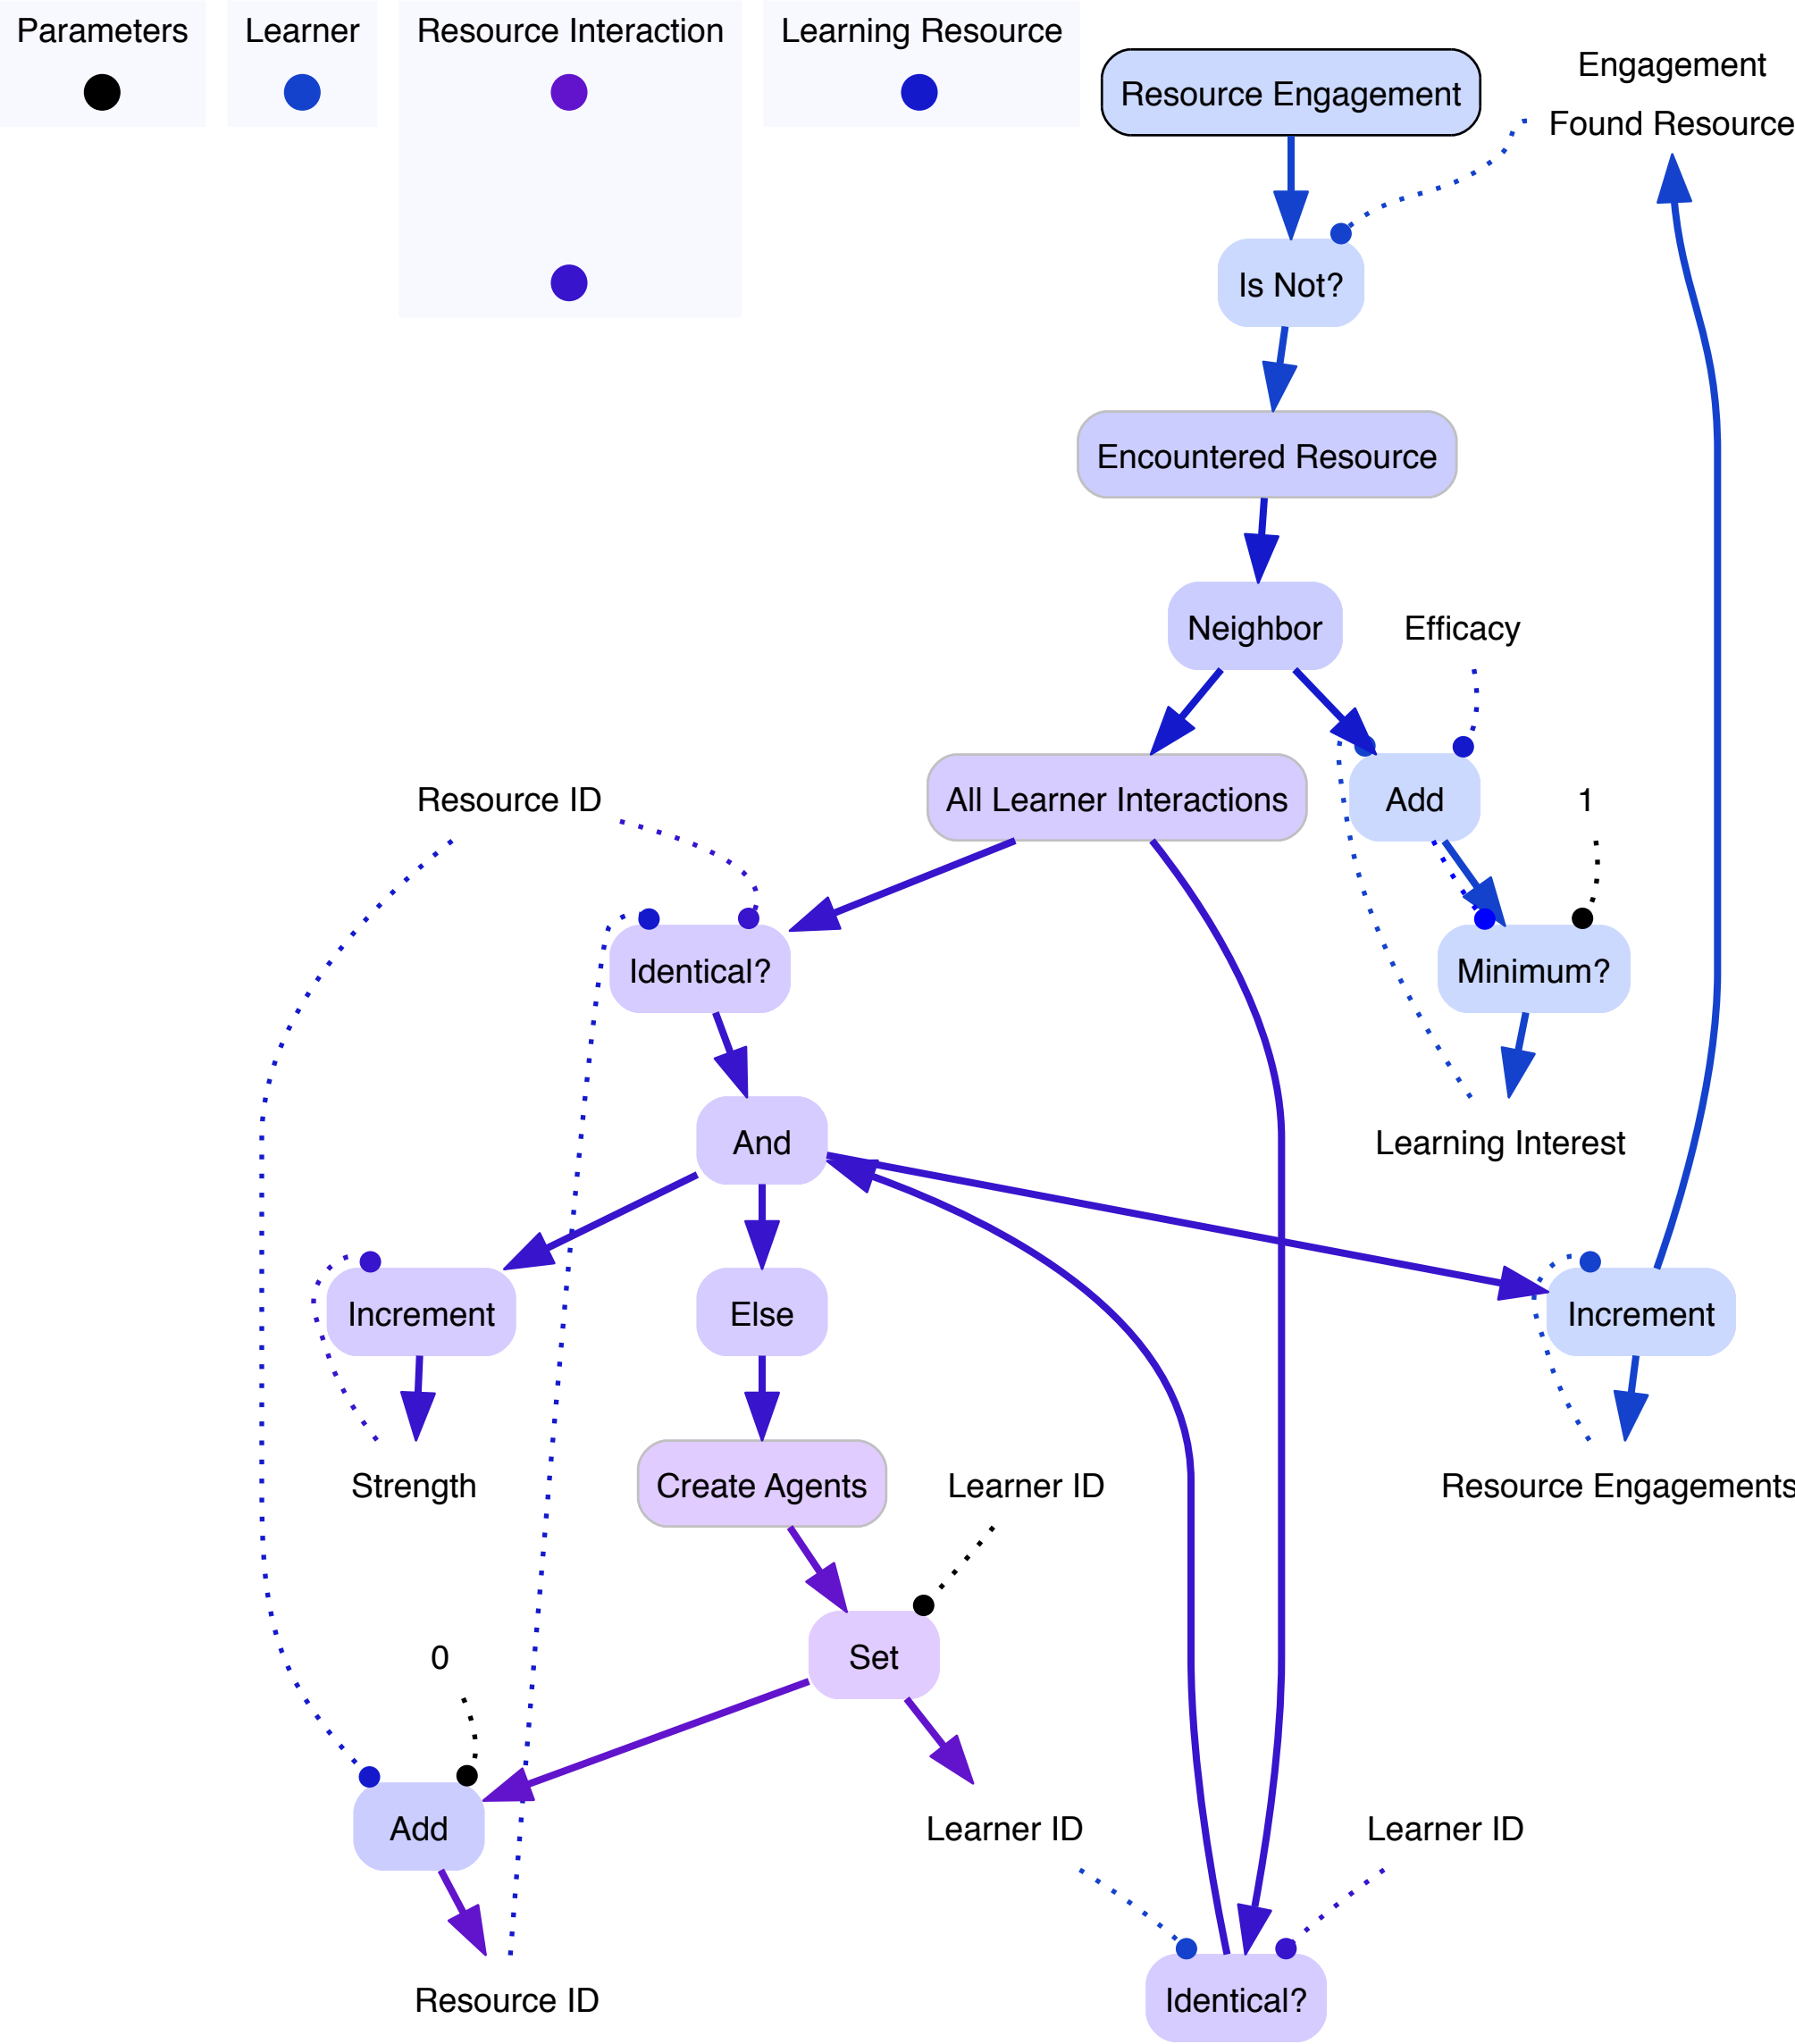 Parameters
Learner
Resource Interaction
Learning Resource
Engagement
Resource Engagement
Found Resource
Is Not?
Encountered Resource
Neighbor
Efficacy
Resource ID
All Learner Interactions
Add
1
Identical?
Minimum?
And
Learning Interest
Increment
Else
Increment
Strength
Create Agents
Learner ID
Resource Engagements
0
Set
Add
Learner ID
Learner ID
Resource ID
Identical?